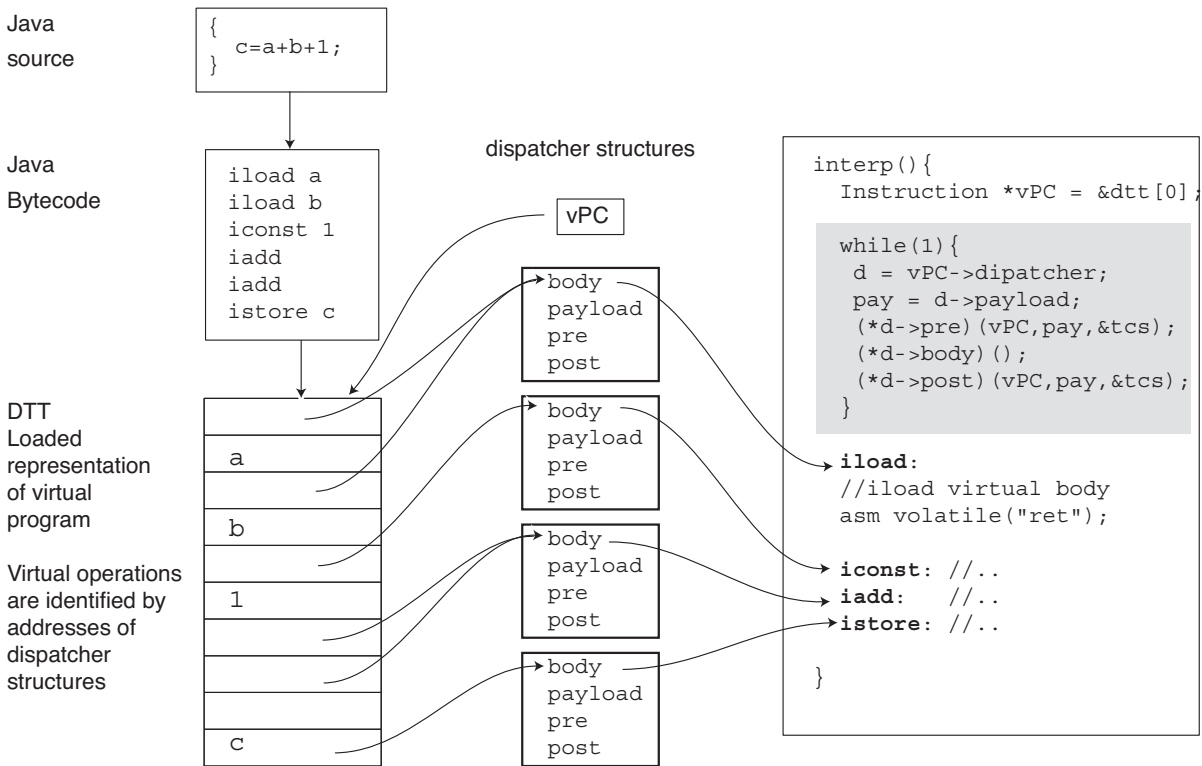 Java
source
{
c=a+b+1;
}
Java
Bytecode
iload a
iload b
iconst 1
iadd
iadd
istore c
dispatcher structures
vPC
DTT
Loaded
representation
of virtual
program
Virtual operations
are identified by
addresses of
dispatcher
structures
a
b
1
c
body
payload
pre
post
body
payload
pre
post
body
payload
pre
post
body
payload
pre
post
interp(){
Instruction *vPC = &dtt[0];
while(1){
d = vPC->dipatcher;
pay = d->payload;
(*d->pre)(vPC,pay,&tcs);
(*d->body)();
(*d->post)(vPC,pay,&tcs);
}
iload:
//iload virtual body
asm volatile("ret");
iconst: //..
iadd: //..
istore: //..
}